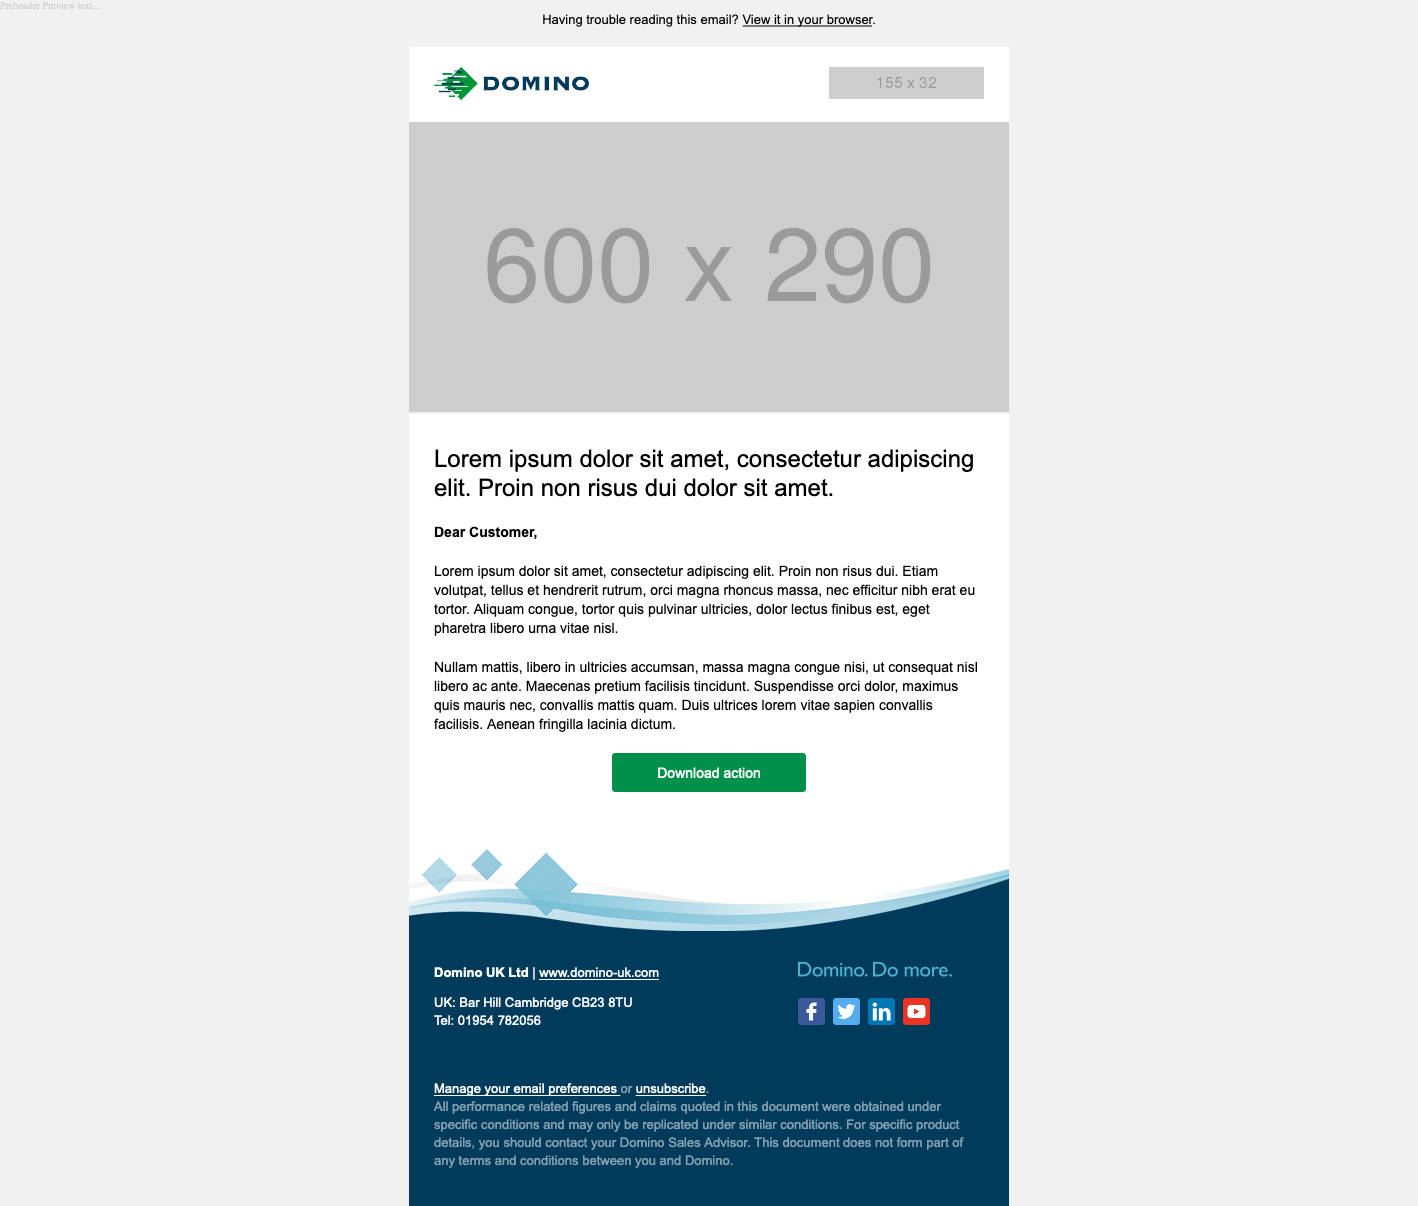 Preheader Preview text...
Having trouble reading this email? View it in your browser.
DOMINO
155 x 32
600 x 290
Lorem ipsum dolor sit amet, consectetur adipiscing
elit. Proin non risus dui dolor sit amet.
Dear Customer,
Lorem ipsum dolor sit amet, consectetur adipiscing elit. Proin non risus dui. Etiam
volutpat, tellus et hendrerit rutrum, orci magna rhoncus massa, nec efficitur nibh erat eu
tortor. Aliquam congue, tortor quis pulvinar ultricies, dolor lectus finibus est, eget
pharetra libero urna vitae nisl.
Nullam mattis, libero in ultricies accumsan, massa magna congue nisi, ut consequat nisl
libero ac ante. Maecenas pretium facilisis tincidunt. Suspendisse orci dolor, maximus
quis mauris nec, convallis mattis quam. Duis ultrices lorem vitae sapien convallis
facilisis. Aenean fringilla lacinia dictum.
Download action
Domino UK Ltd | www.domino-uk.com
UK: Bar Hill Cambridge CB23 8TU
Tel: 01954 782056
Domino. Do more.
Manage your email preferences or unsubscribe.
All performance related figures and claims quoted in this document were obtained under
specific conditions and may only be replicated under similar conditions. For specific product
details, you should contact your Domino Sales Advisor. This document does not form part of
any terms and conditions between you and Domino.